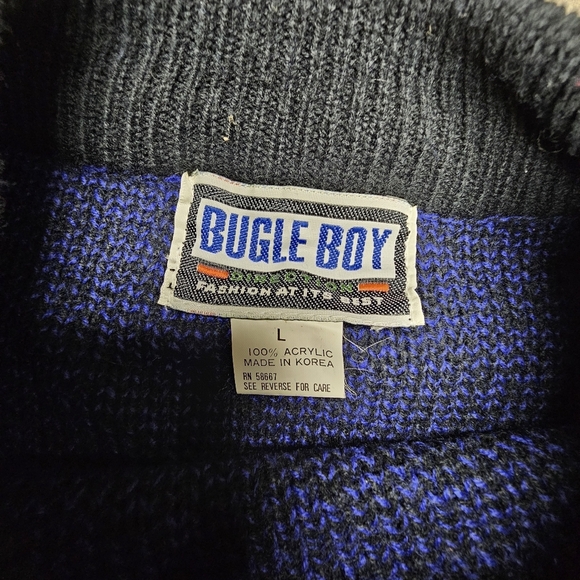 BUGLE BOY
FASHION AT ITS BEST
L
100% ACRYLIC
MADE IN KOREA
RN 58667
SEE REVERSE FOR CARE